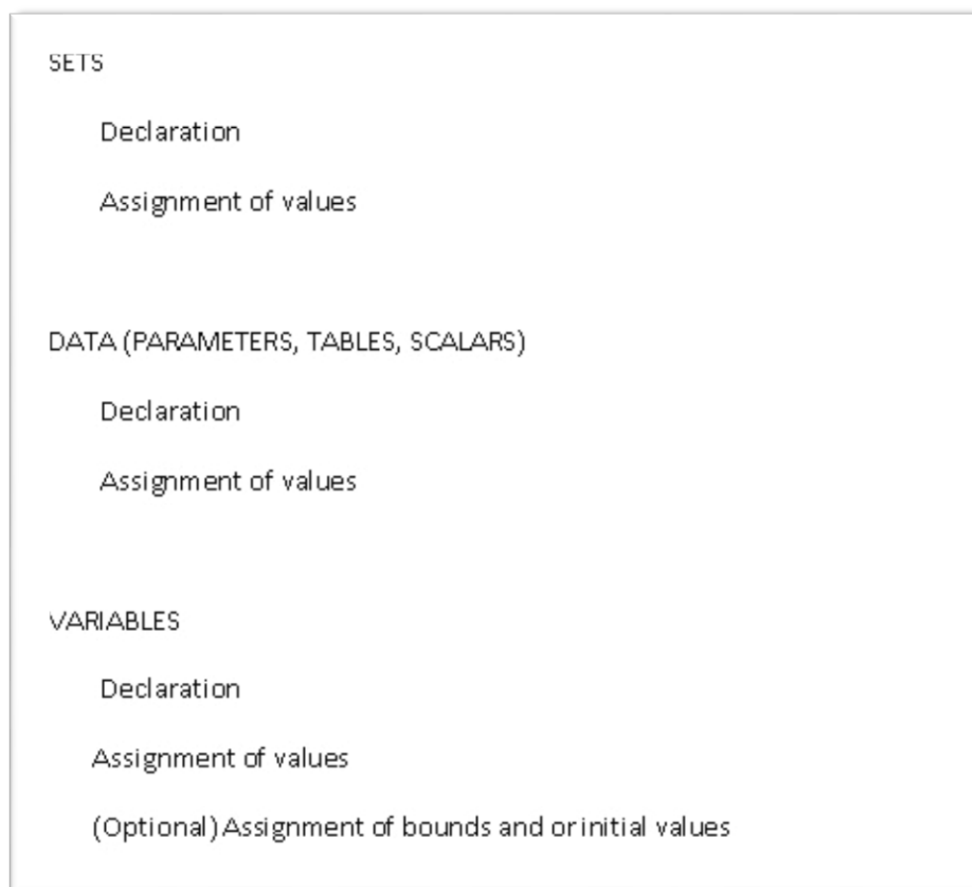 SETS
Declaration
Assignment of values
DATA (PARAMETERS, TABLES, SCALARS)
Declaration
Assignment of values
VARIABLES
Declaration
Assignment of values
(Optional) Assignment of bounds and or initial values